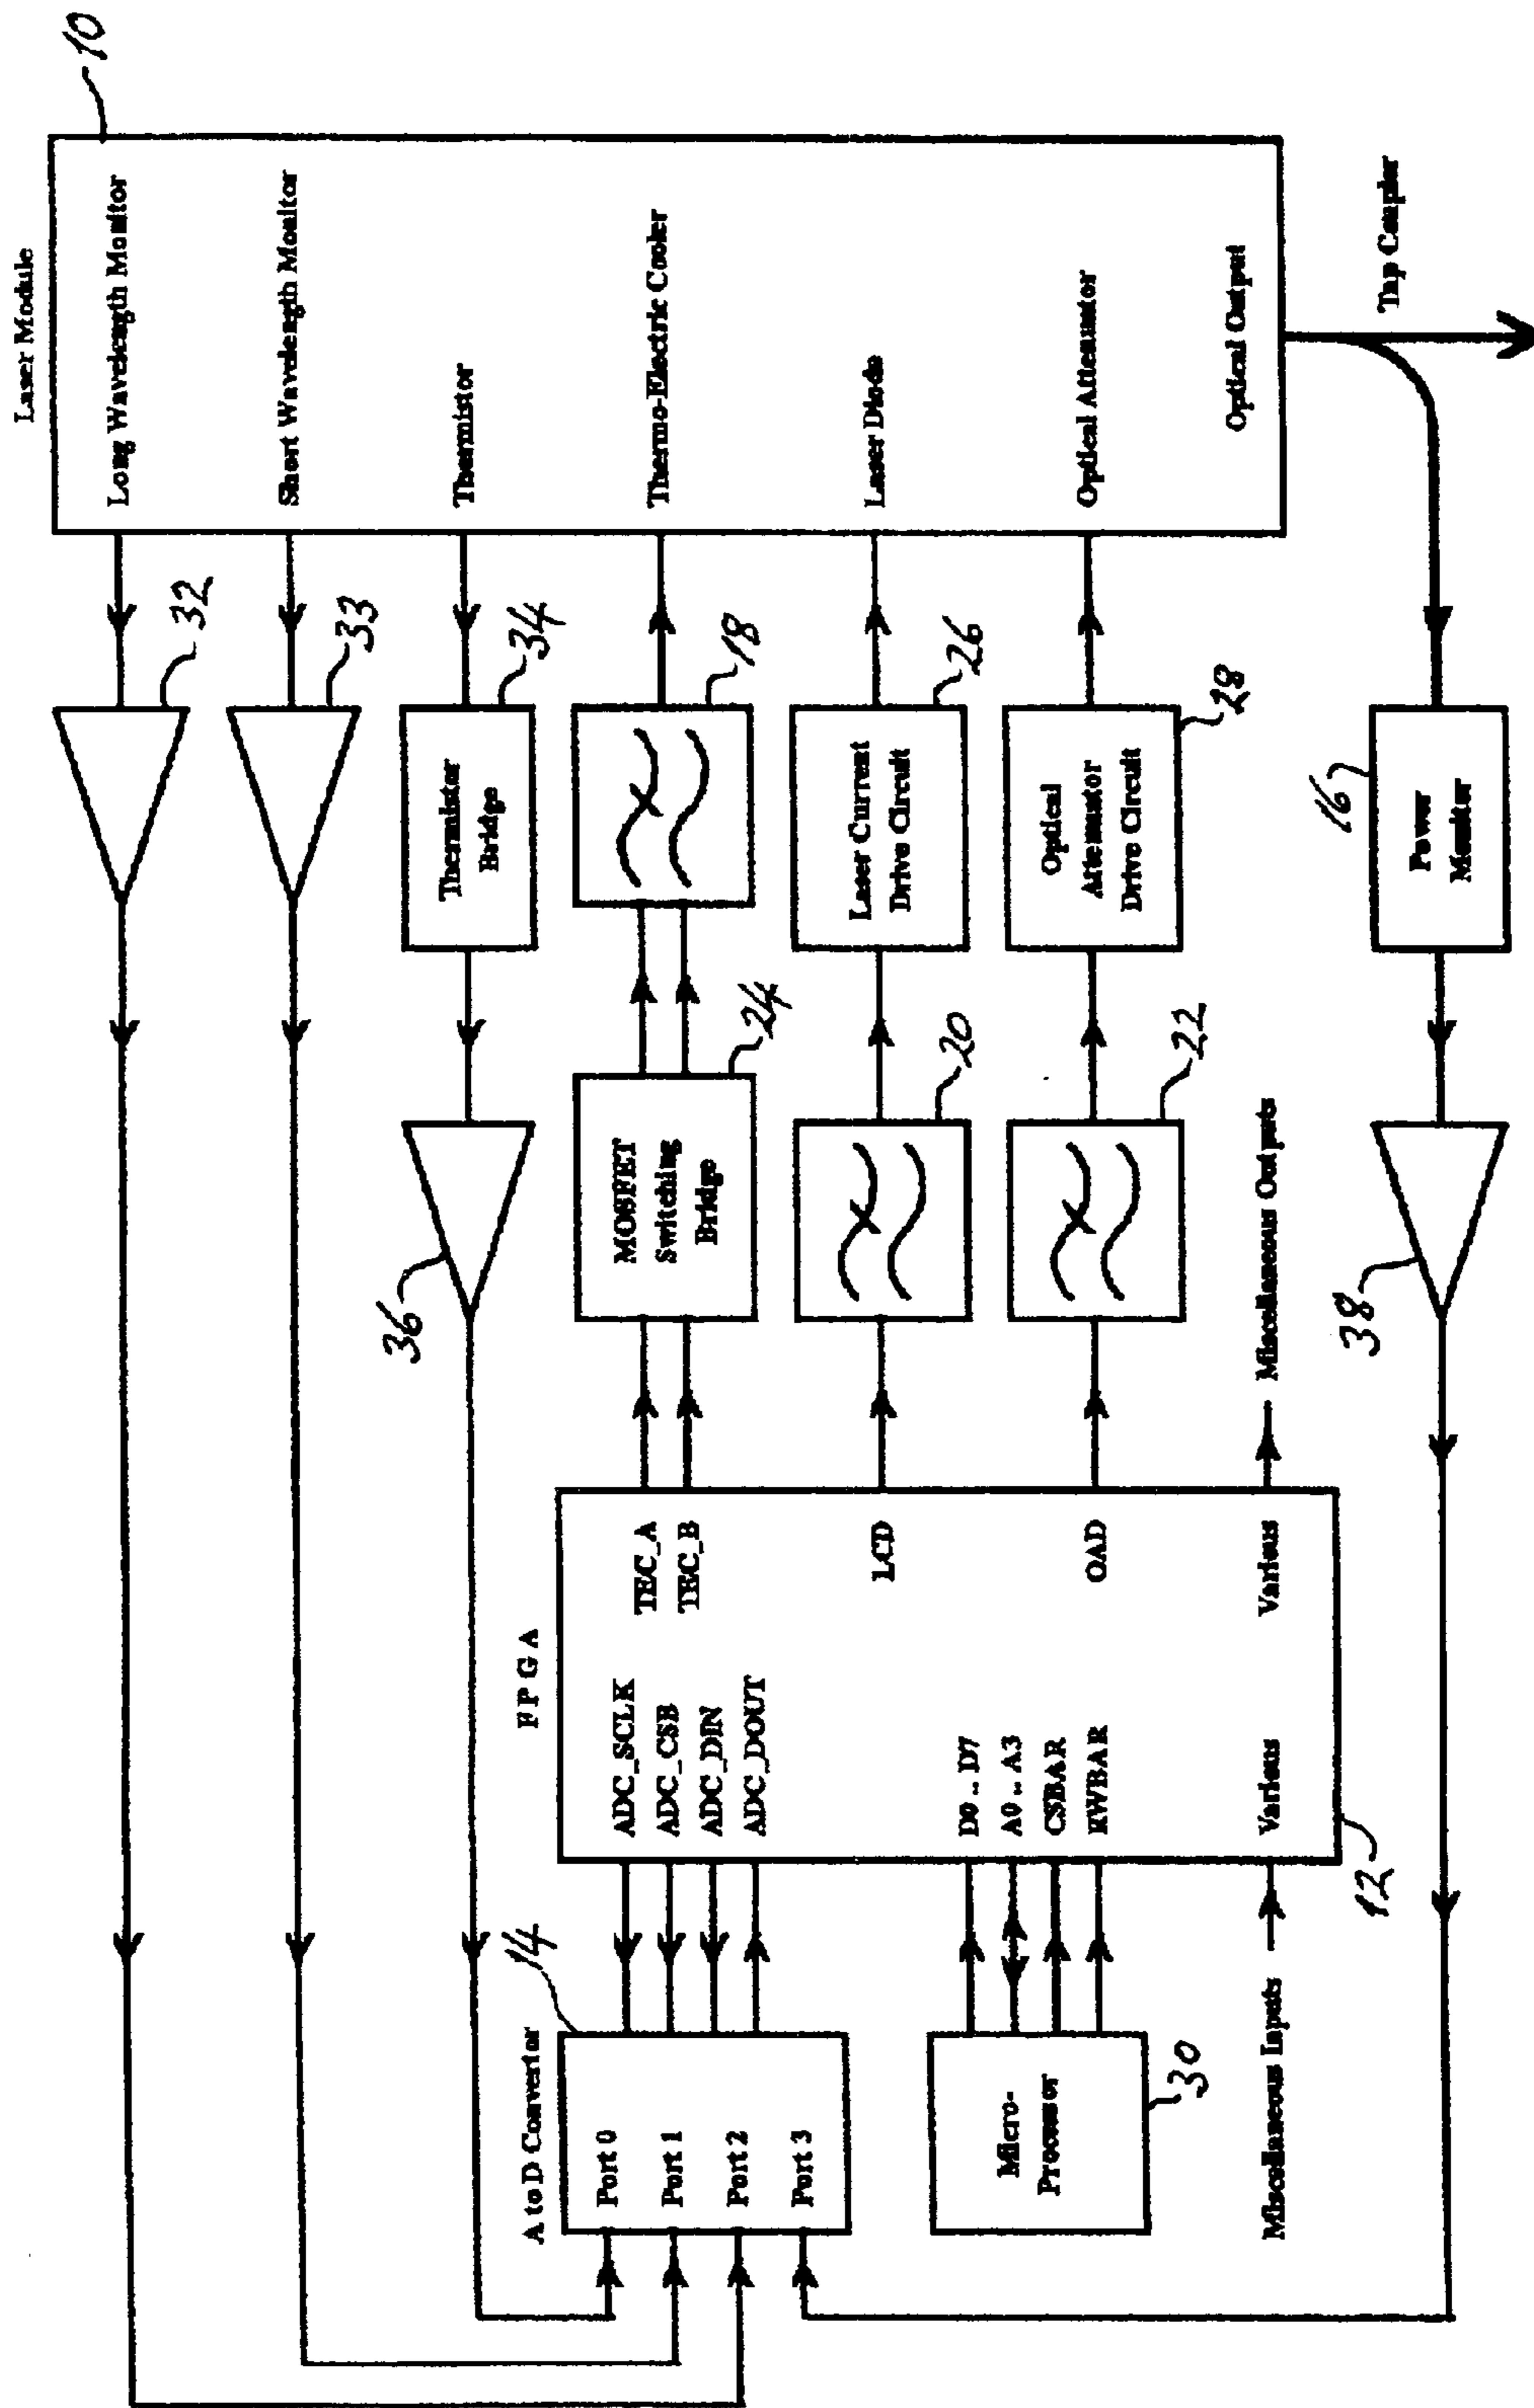 Laser Module
10
Long Wavelength Monitor
Short Wavelength Monitor
Thermistor
Thermo-Electric Cooler
Laser Diode
Optical Attenuator
Optical Output
Tap Coupler
32
33
34
Thermistor
Bridge
18
Laser Current
Drive Circuit
26
Optical
Attenuator
Drive Circuit
28
16
Power
Monitor
36
MOSFET
Switching
Bridge
24
20
22
38
FPGA
TEC_A
TEC_B
LCD
OAD
Various
Miscellaneous Outputs
ADC_SCLK
ADC_CSB
ADC_DIN
ADC_DOUT
D0 .. D7
A0 .. A3
CSBAR
RWBAR
Various
12
A to D Convertor
14
Port 0
Port 1
Port 2
Port 3
Micro-
Processor
30
Miscellaneous Inputs